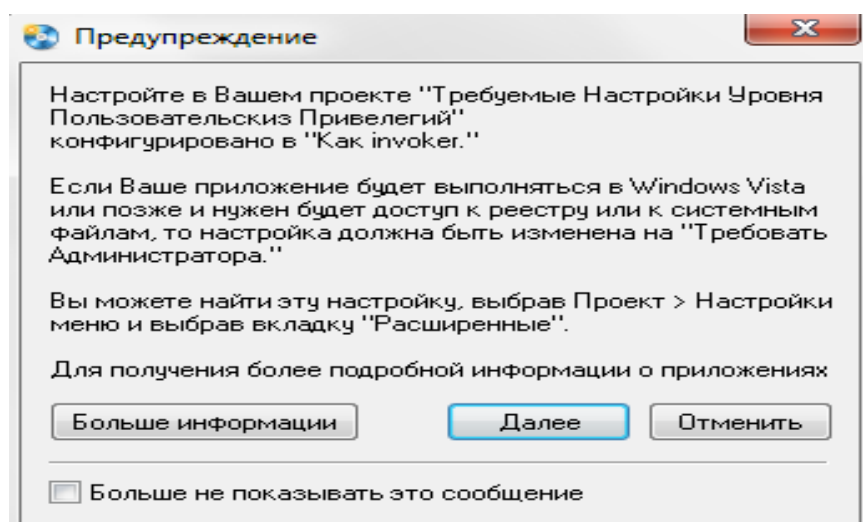 Предупреждение
Настройте в Вашем проекте "Требуемые Настройки Уровня
Пользовательскиз Привелегий"
конфигурировано в "Как invoker."
Если Ваше приложение будет выполняться в Windows Vista
или позже и нужен будет доступ к реестру или к системным
файлам, то настройка должна быть изменена на "Требовать
Администратора."
Вы можете найти эту настройку, выбрав Проект > Настройки
меню и выбрав вкладку "Расширенные".
Для получения более подробной информации о приложениях
Больше информации Далее Отменить
Больше не показывать это сообщение